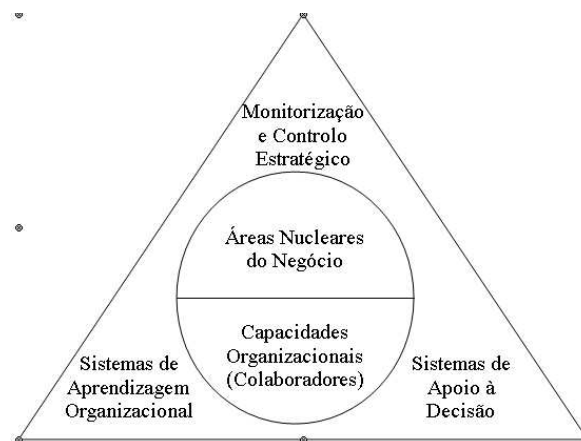 Monitorização
e Controlo
Estratégico
Áreas Nucleares
do Negócio
Capacidades
Organizacionais
(Colaboradores)
Sistemas de
Aprendizagem
Organizacional
Sistemas de
Apoio à
Decisão